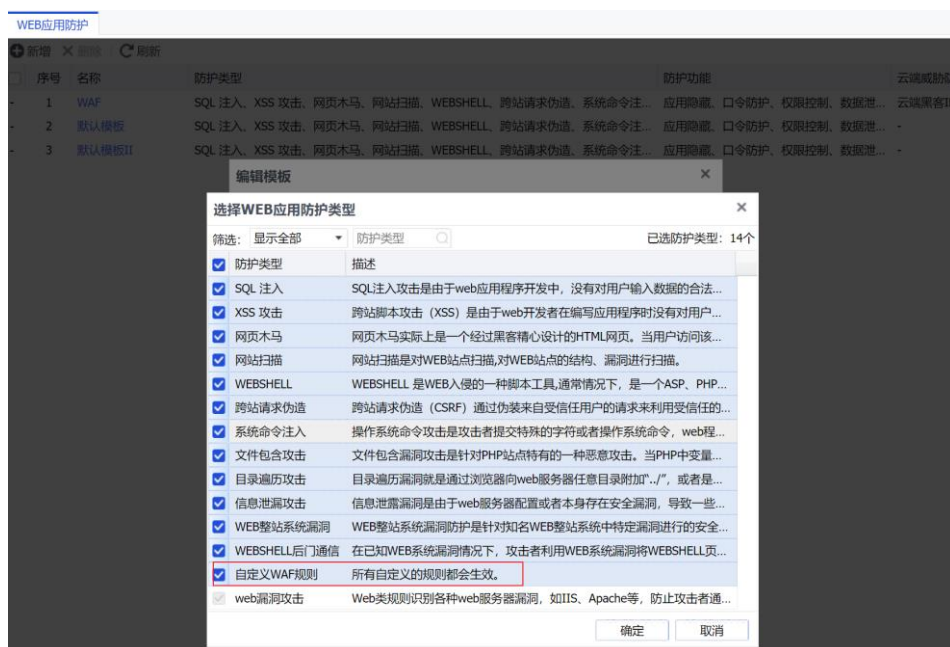 WEB应用防护
新增 删除 刷新
序号 名称 防护类型 防护功能 云端威胁防
1 WAF SQL 注入、XSS 攻击、网页木马、网站扫描、WEBSHELL、跨站请求伪造、系统命令注... 应用隐藏、口令防护、权限控制、数据泄... 云端黑客I
2 默认模板 SQL 注入、XSS 攻击、网页木马、网站扫描、WEBSHELL、跨站请求伪造、系统命令注... 应用隐藏、口令防护、权限控制、数据泄... -
3 默认模板II SQL 注入、XSS 攻击、网页木马、网站扫描、WEBSHELL、跨站请求伪造、系统命令注... 应用隐藏、口令防护、权限控制、数据泄... -
编辑模板
选择WEB应用防护类型
筛选： 显示全部 防护类型 已选防护类型：14个
防护类型 描述
SQL 注入 SQL注入攻击是由于web应用程序开发中，没有对用户输入数据的合法...
XSS 攻击 跨站脚本攻击（XSS）是由于web开发者在编写应用程序时没有对用户...
网页木马 网页木马实际上是一个经过黑客精心设计的HTML网页。当用户访问该...
网站扫描 网站扫描是对WEB站点扫描,对WEB站点的结构、漏洞进行扫描。
WEBSHELL WEBSHELL 是WEB入侵的一种脚本工具,通常情况下，是一个ASP、PHP...
跨站请求伪造 跨站请求伪造（CSRF）通过伪装来自受信任用户的请求来利用受信任的...
系统命令注入 操作系统命令攻击是攻击者提交特殊的字符或者操作系统命令，web程...
文件包含攻击 文件包含漏洞攻击是针对PHP站点特有的一种恶意攻击。当PHP中变量...
目录遍历攻击 目录遍历漏洞就是通过浏览器向web服务器任意目录附加"../"，或者是...
信息泄漏攻击 信息泄露漏洞是由于web服务器配置或者本身存在安全漏洞，导致一些...
WEB整站系统漏洞 WEB整站系统漏洞防护是针对知名WEB整站系统中特定漏洞进行的安全...
WEBSHELL后门通信 在已知WEB系统漏洞情况下，攻击者利用WEB系统漏洞将WEBSHELL页...
自定义WAF规则 所有自定义的规则都会生效。
web漏洞攻击 Web类规则识别各种web服务器漏洞，如IIS、Apache等，防止攻击者通...
确定 取消